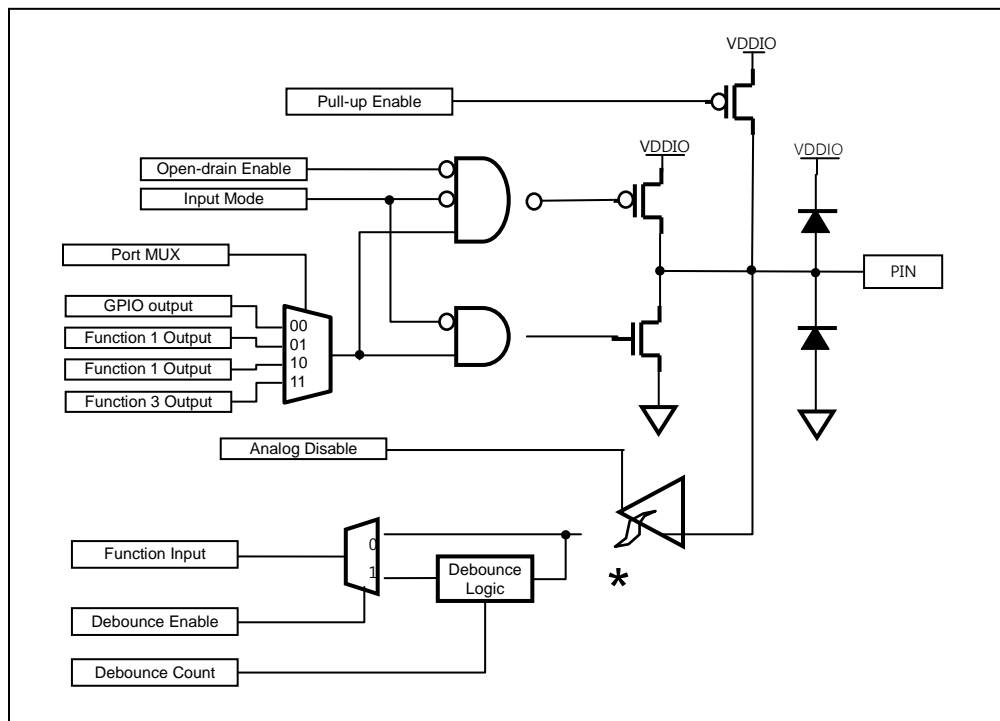 VDDIO
Pull-up Enable
VDDIO
VDDIO
Open-drain Enable
Input Mode
Port MUX
PIN
GPIO output
00
Function 1 Output
01
Function 1 Output
10
Function 3 Output
11
Analog Disable
Function Input
0
1
Debounce
Logic
*
Debounce Enable
Debounce Count